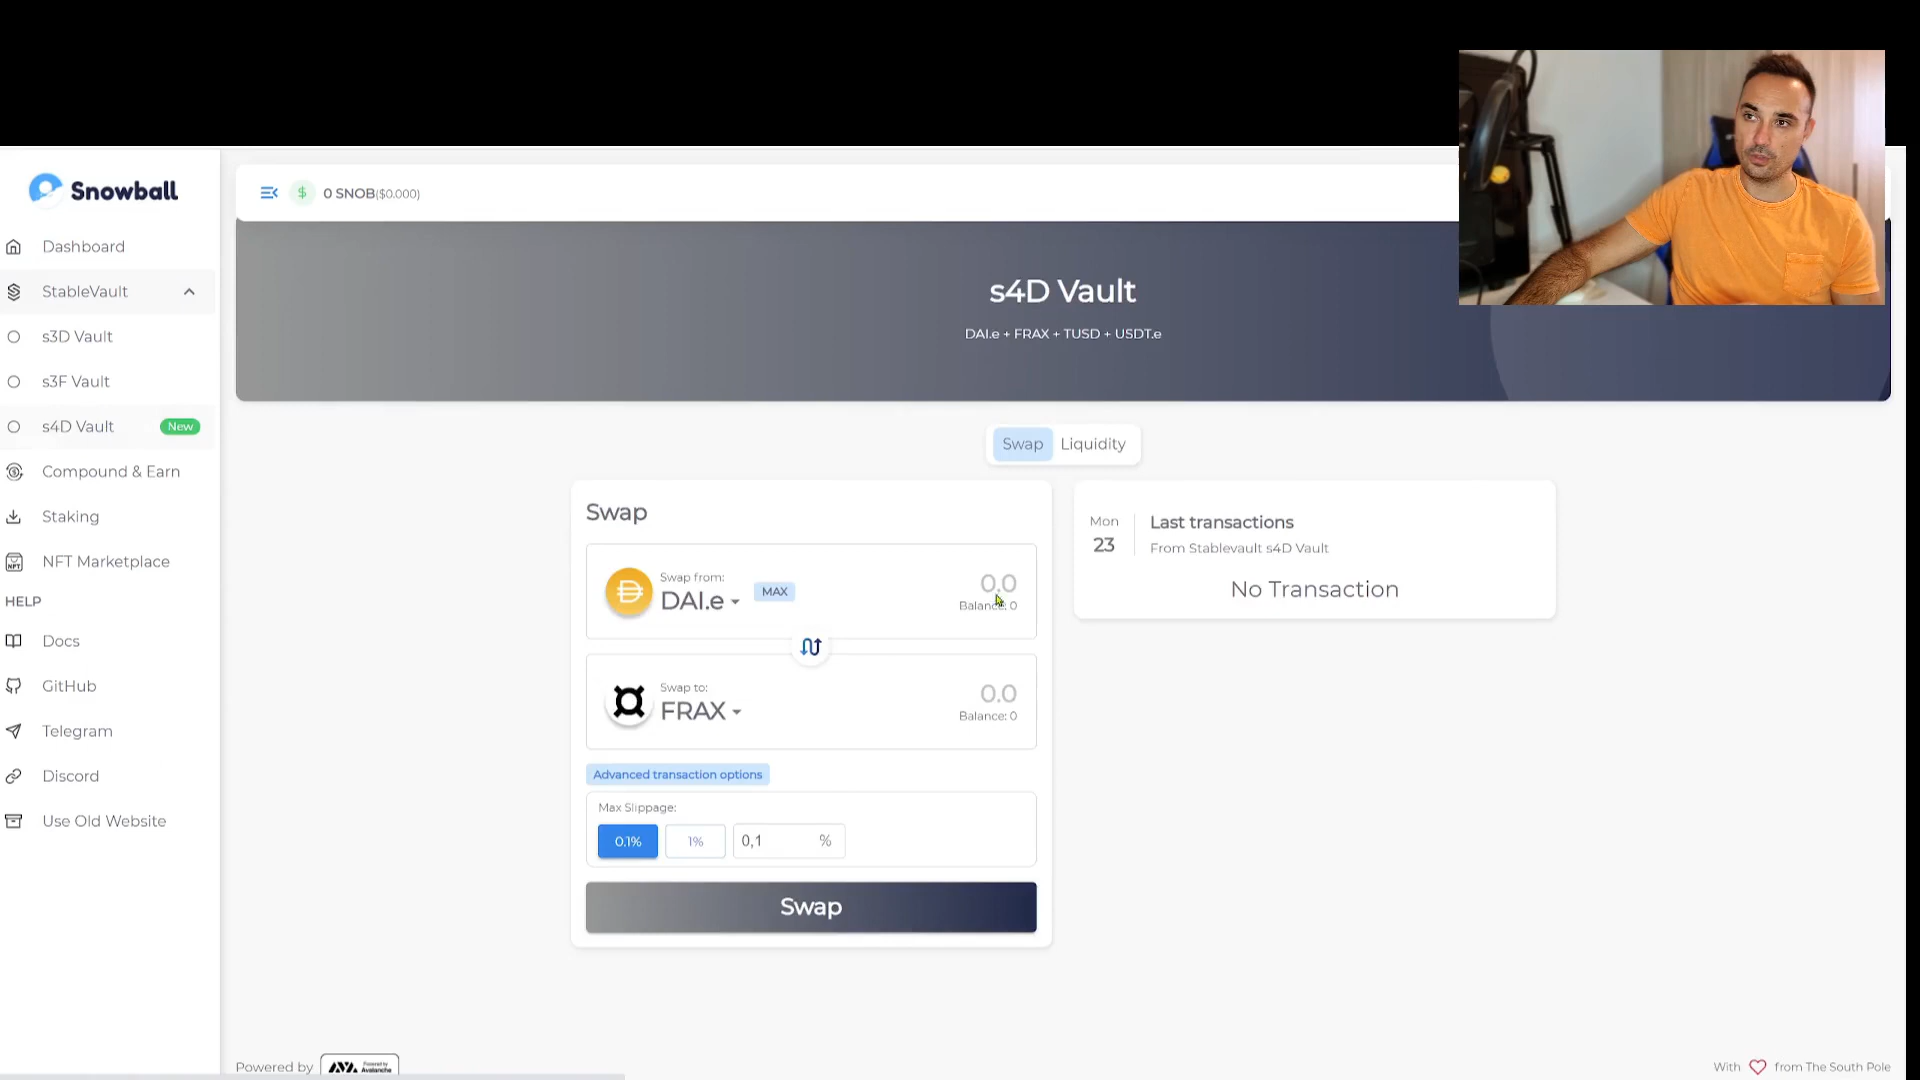 Snowball
Dashboard
StableVault
s3D Vault
s3F Vault
s4D Vault New
Compound & Earn
Staking
NFT Marketplace
HELP
Docs
GitHub
Telegram
Discord
Use Old Website
$ 0 SNOB($0.000)
s4D Vault
DAI.e + FRAX + TUSD + USDT.e
Swap Liquidity
Swap
Swap from:
DAI.e MAX
0.0
Balance: 0
Swap to:
FRAX
0.0
Balance: 0
Advanced transaction options
Max Slippage:
0.1% 1% 0,1 %
Swap
Mon
23
Last transactions
From Stablevault s4D Vault
No Transaction
Powered by
Powered by
Avalanche
With from The South Pole